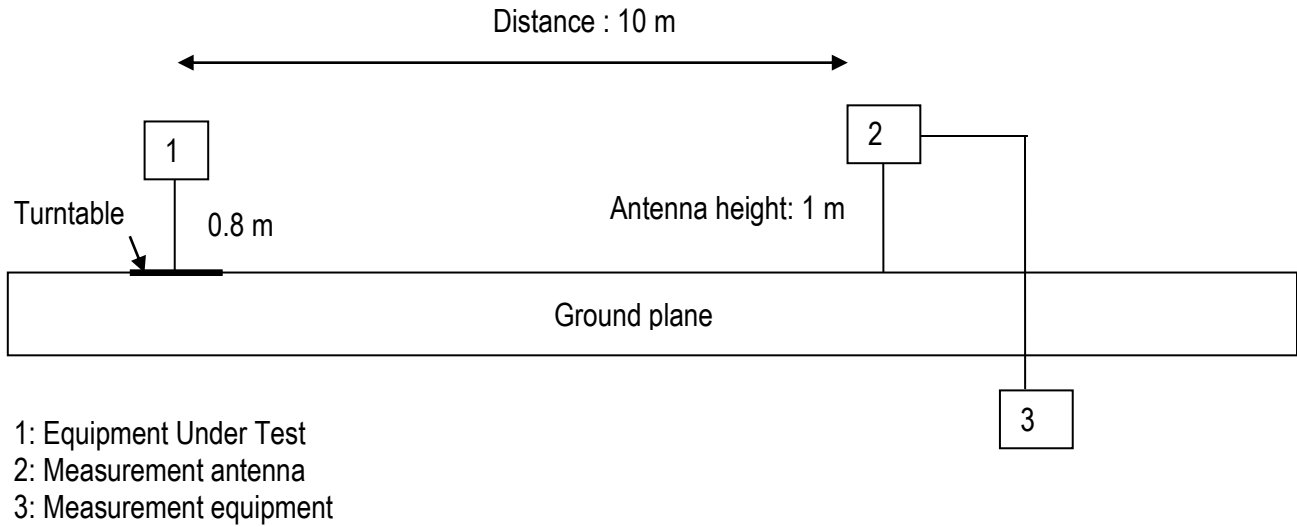 Distance : 10 m
1
2
Turntable
0.8 m
Antenna height: 1 m
Ground plane
3
1: Equipment Under Test
2: Measurement antenna
3: Measurement equipment